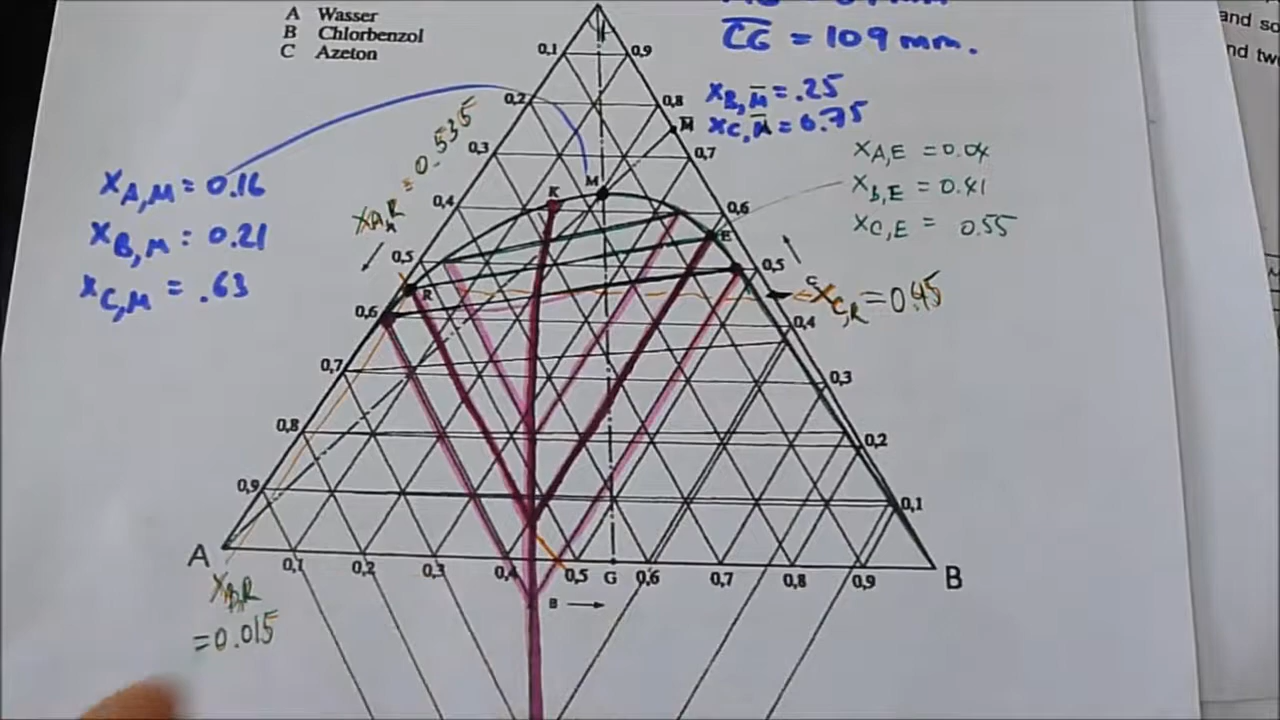 A Wasser
B Chlorbenzol
C Azeton
CG = 109 mm.
and so
nd two
0,1
0,9
0,2
0,8
M
xB,M = .25
xC,M = 0.75
0,3
0,7
xA,R = 0.535
xA,M = 0.16
xB,M = 0.21
xC,M = .63
xA,E = 0.04
xB,E = 0.41
xC,E = 0.55
0,4
K
M
0,6
E
0,5
0,5
R
C
xC,R = 0.45
0,6
0,4
0,7
0,3
0,8
0,2
0,9
0,1
A
0,1
0,2
0,3
0,4
0,5
G
0,6
0,7
0,8
0,9
B
B
xB,R
=0.015